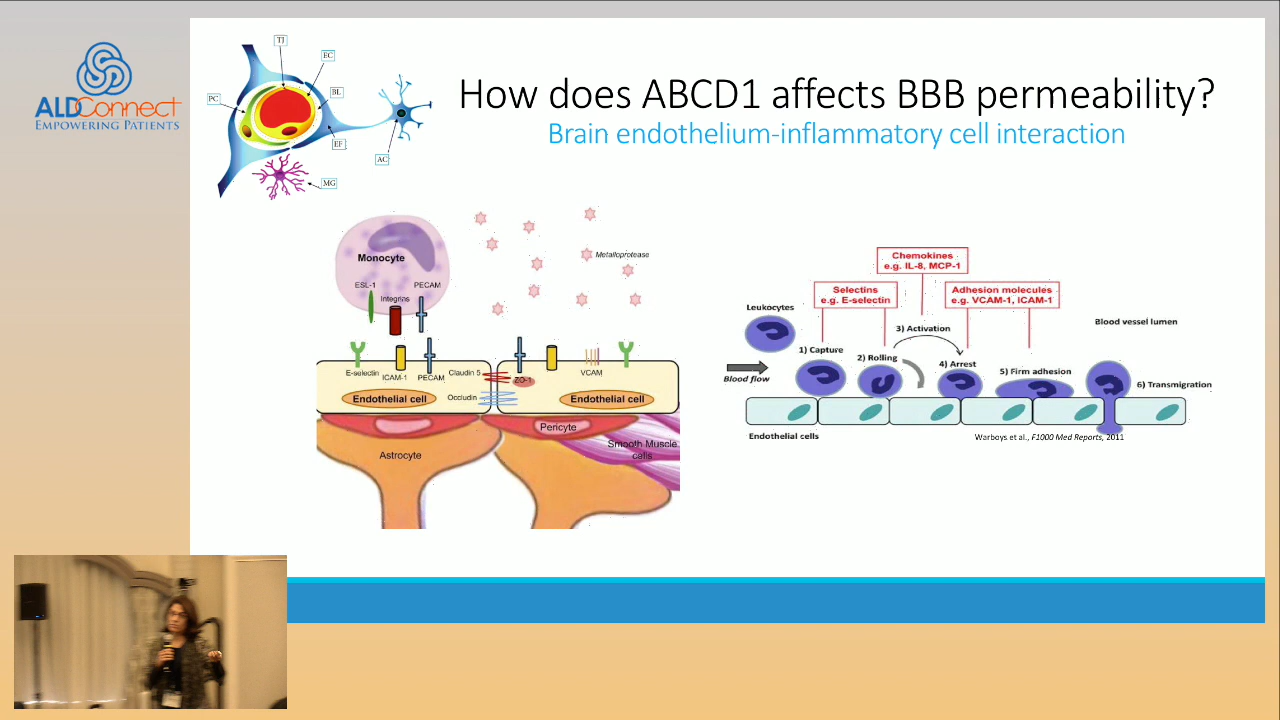 ALDConnect
EMPOWERING PATIENTS
TJ
EC
PC
BL
EF
AC
MG
How does ABCD1 affects BBB permeability?
Brain endothelium-inflammatory cell interaction
Monocyte
ESL-1
PECAM
Integrins
Metalloprotease
E-selectin
ICAM-1
PECAM
Claudin 5
ZO-1
VCAM
Occludin
Endothelial cell
Endothelial cell
Pericyte
Astrocyte
Smooth Muscle
cells
Chemokines
e.g. IL-8, MCP-1
Selectins
e.g. E-selectin
Adhesion molecules
e.g. VCAM-1, ICAM-1
Leukocytes
Blood vessel lumen
3) Activation
1) Capture
2) Rolling
4) Arrest
5) Firm adhesion
6) Transmigration
Blood flow
Endothelial cells
Warboys et al., F1000 Med Reports, 2011